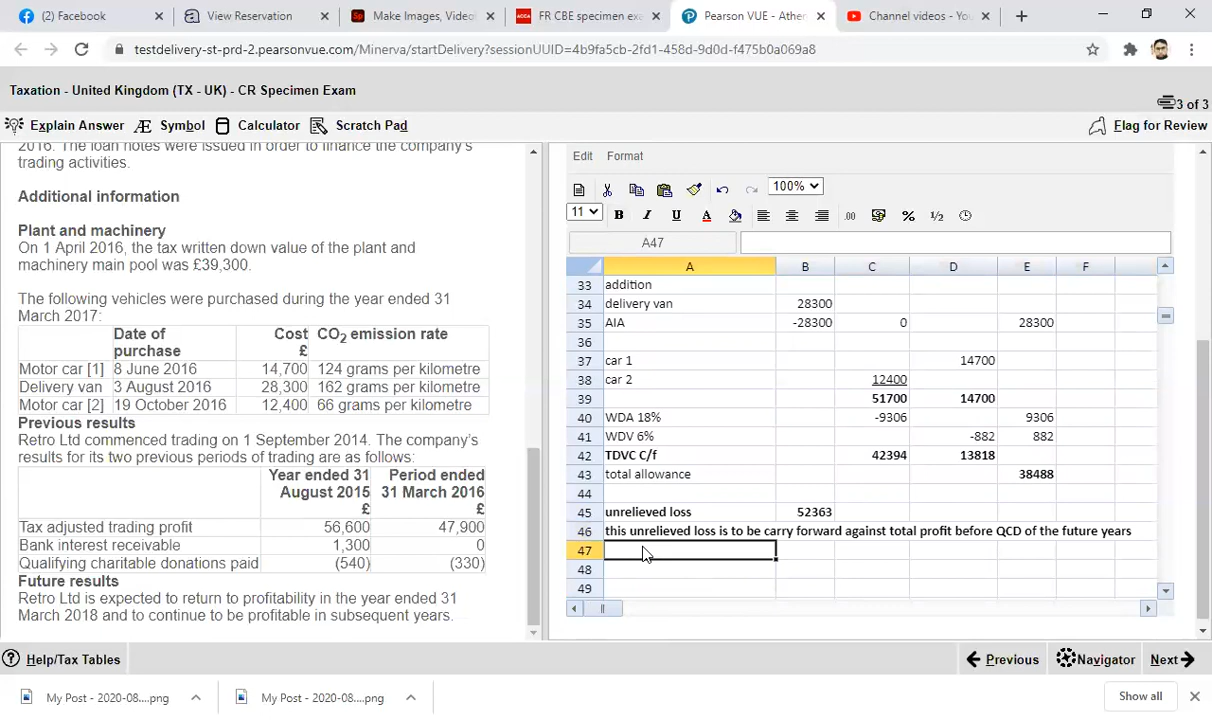 (2) Facebook
View Reservation
Make Images, Video
FR CBE specimen exa
Pearson VUE - Ather
Channel videos - You
testdelivery-st-prd-2.pearsonvue.com/Minerva/startDelivery?sessionUUID=4b9fa5cb-2fd1-458d-9d0d-f475b0a069a8
Taxation - United Kingdom (TX - UK) - CR Specimen Exam
3 of 3
Explain Answer
Symbol
Calculator
Scratch Pad
Flag for Review
2016. The loan notes were issued in order to finance the company's
trading activities.
Additional information
Plant and machinery
On 1 April 2016, the tax written down value of the plant and
machinery main pool was £39,300.
The following vehicles were purchased during the year ended 31
March 2017:
Date of purchase Cost £ CO2 emission rate
Motor car [1] 8 June 2016 14,700 124 grams per kilometre
Delivery van 3 August 2016 28,300 162 grams per kilometre
Motor car [2] 19 October 2016 12,400 66 grams per kilometre
Previous results
Retro Ltd commenced trading on 1 September 2014. The company's
results for its two previous periods of trading are as follows:
Year ended 31 August 2015 £ Period ended 31 March 2016 £
Tax adjusted trading profit 56,600 47,900
Bank interest receivable 1,300 0
Qualifying charitable donations paid (540) (330)
Future results
Retro Ltd is expected to return to profitability in the year ended 31
March 2018 and to continue to be profitable in subsequent years.
Edit Format
100%
11 B I U A .00 % ½
A47
A B C D E F
33 addition
34 delivery van 28300
35 AIA -28300 0 28300
36
37 car 1 14700
38 car 2 12400
39 51700 14700
40 WDA 18% -9306 9306
41 WDV 6% -882 882
42 TDVC C/f 42394 13818
43 total allowance 38488
44
45 unrelieved loss 52363
46 this unrelieved loss is to be carry forward against total profit before QCD of the future years
47
48
49
Help/Tax Tables
Previous
Navigator
Next
My Post - 2020-08....png
My Post - 2020-08....png
Show all